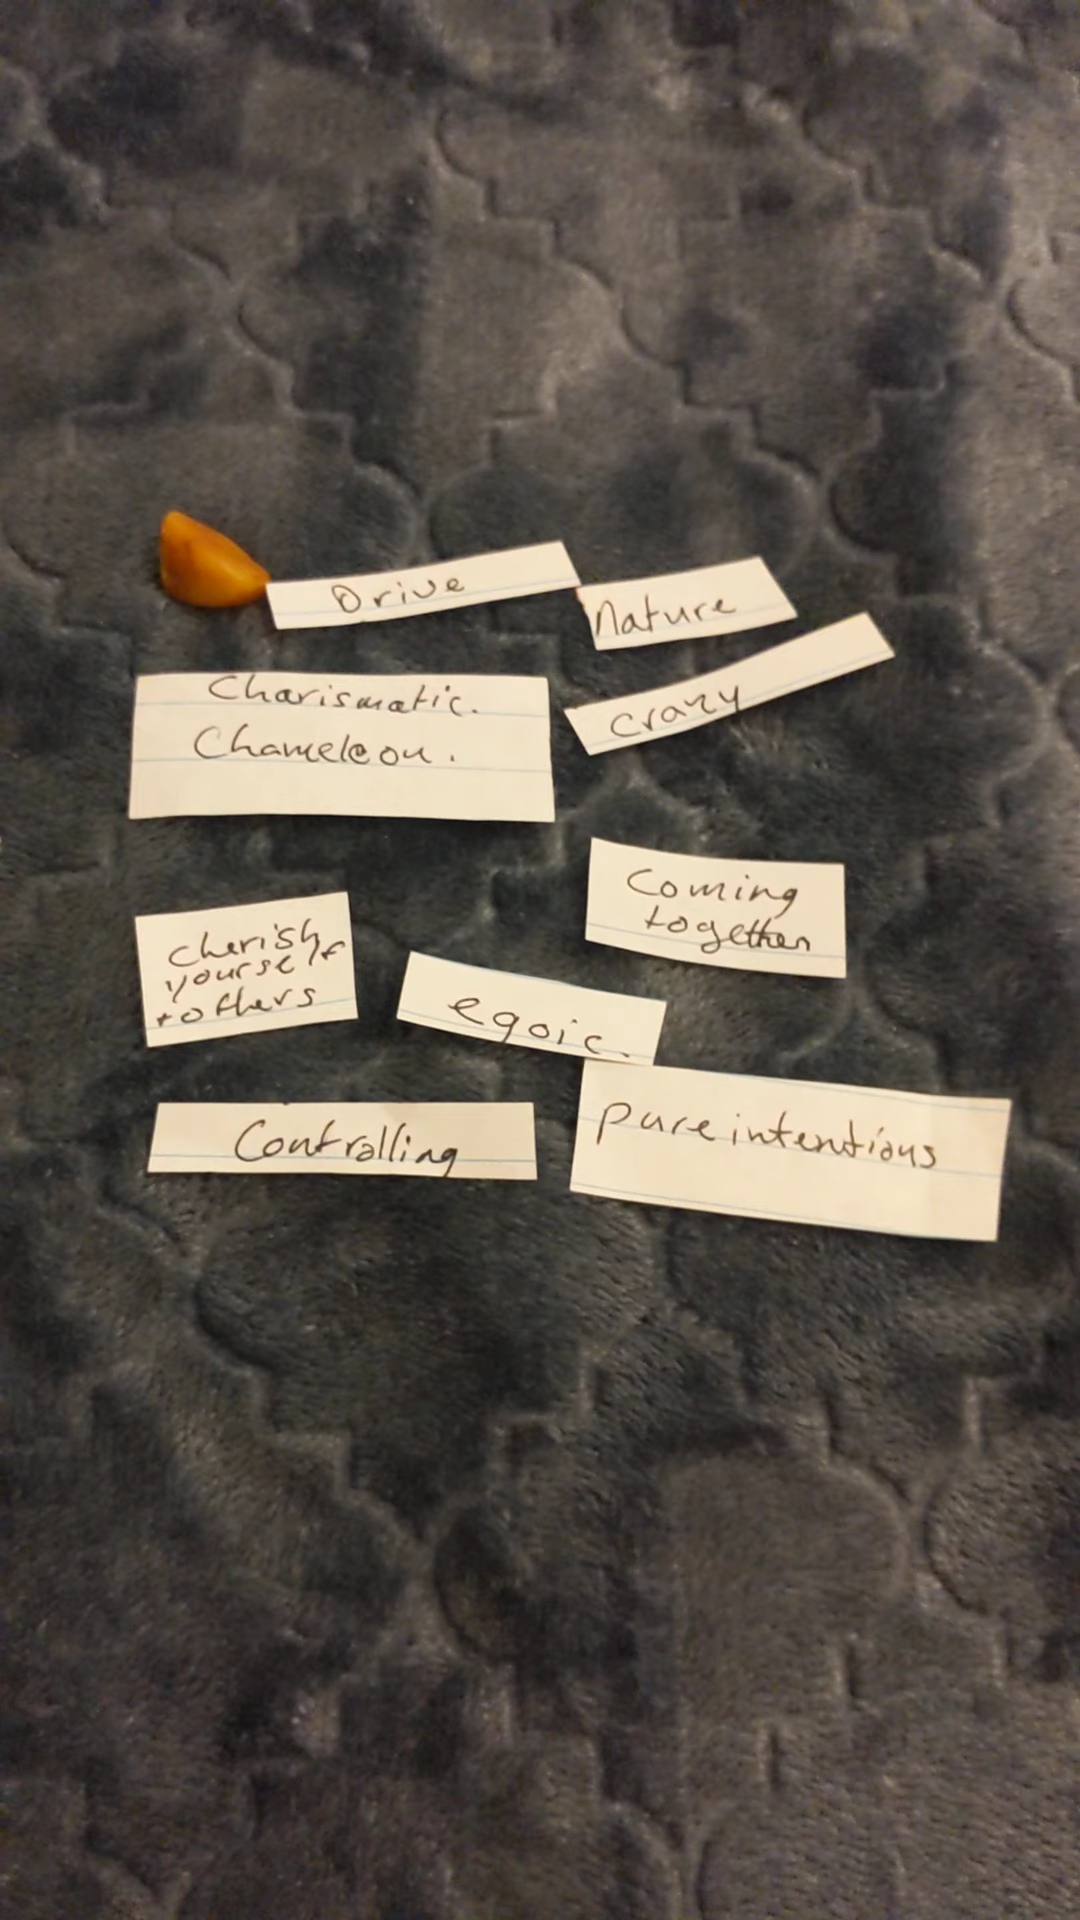 Drive
Nature
Charismatic.
Chameleon.
crazy
Coming
together
cherish
yourself
+ others
egoic.
Controlling
pure intentions